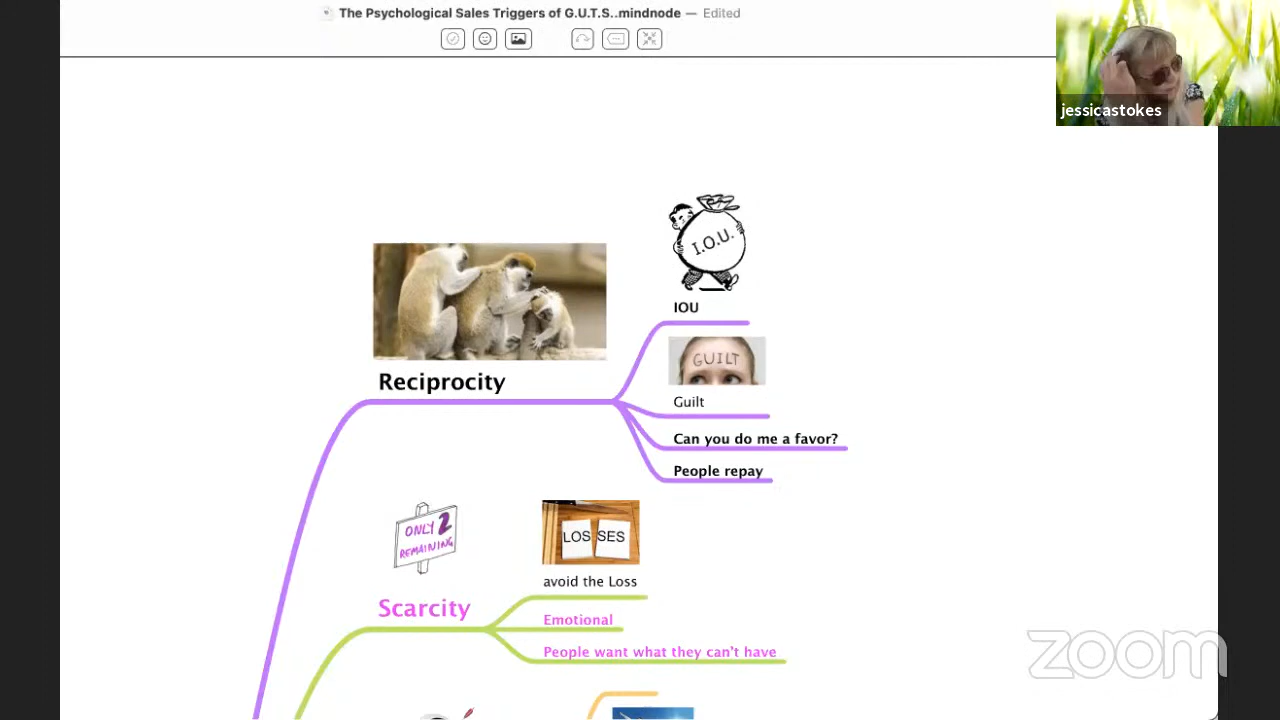 The Psychological Sales Triggers of G.U.T.S..mindnode — Edited
jessicastokes
I.O.U.
IOU
GUILT
Reciprocity
Guilt
Can you do me a favor?
People repay
ONLY 2
REMAINING
LOS SES
avoid the Loss
Scarcity
Emotional
People want what they can't have
zoom